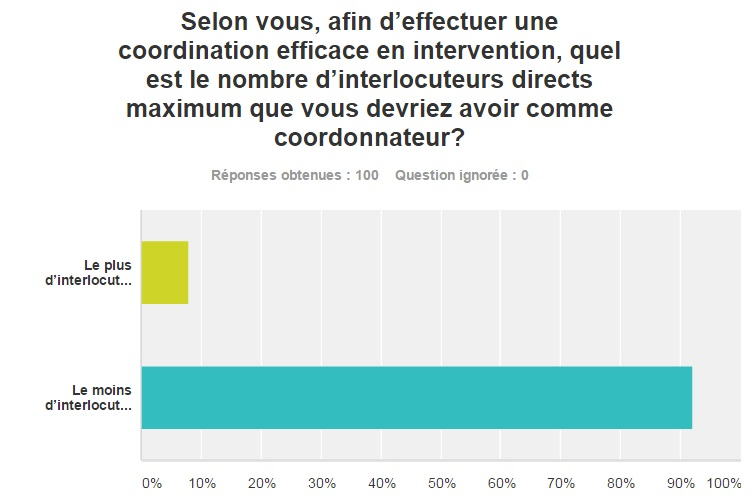 Selon vous, afin d’effectuer une
coordination efficace en intervention, quel
est le nombre d’interlocuteurs directs
maximum que vous devriez avoir comme
coordonnateur?
Réponses obtenues : 100 Question ignorée : 0
Le plus
d’interlocut...
Le moins
d’interlocut...
0% 10% 20% 30% 40% 50% 60% 70% 80% 90% 100%